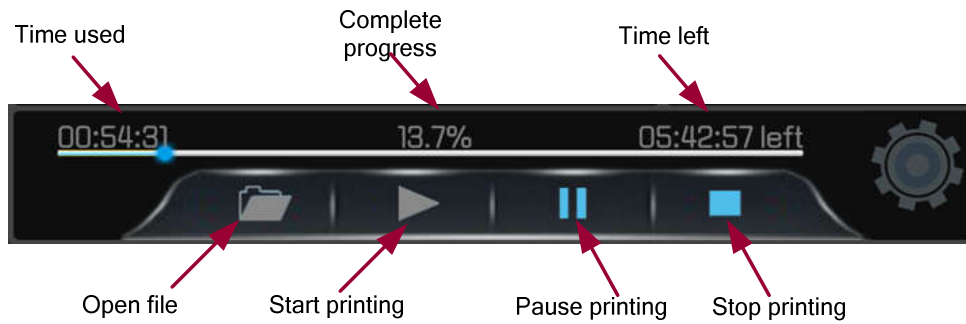 Time used
Complete
progress
Time left
00:54:31
13.7%
05:42:57 left
Open file
Start printing
Pause printing
Stop printing